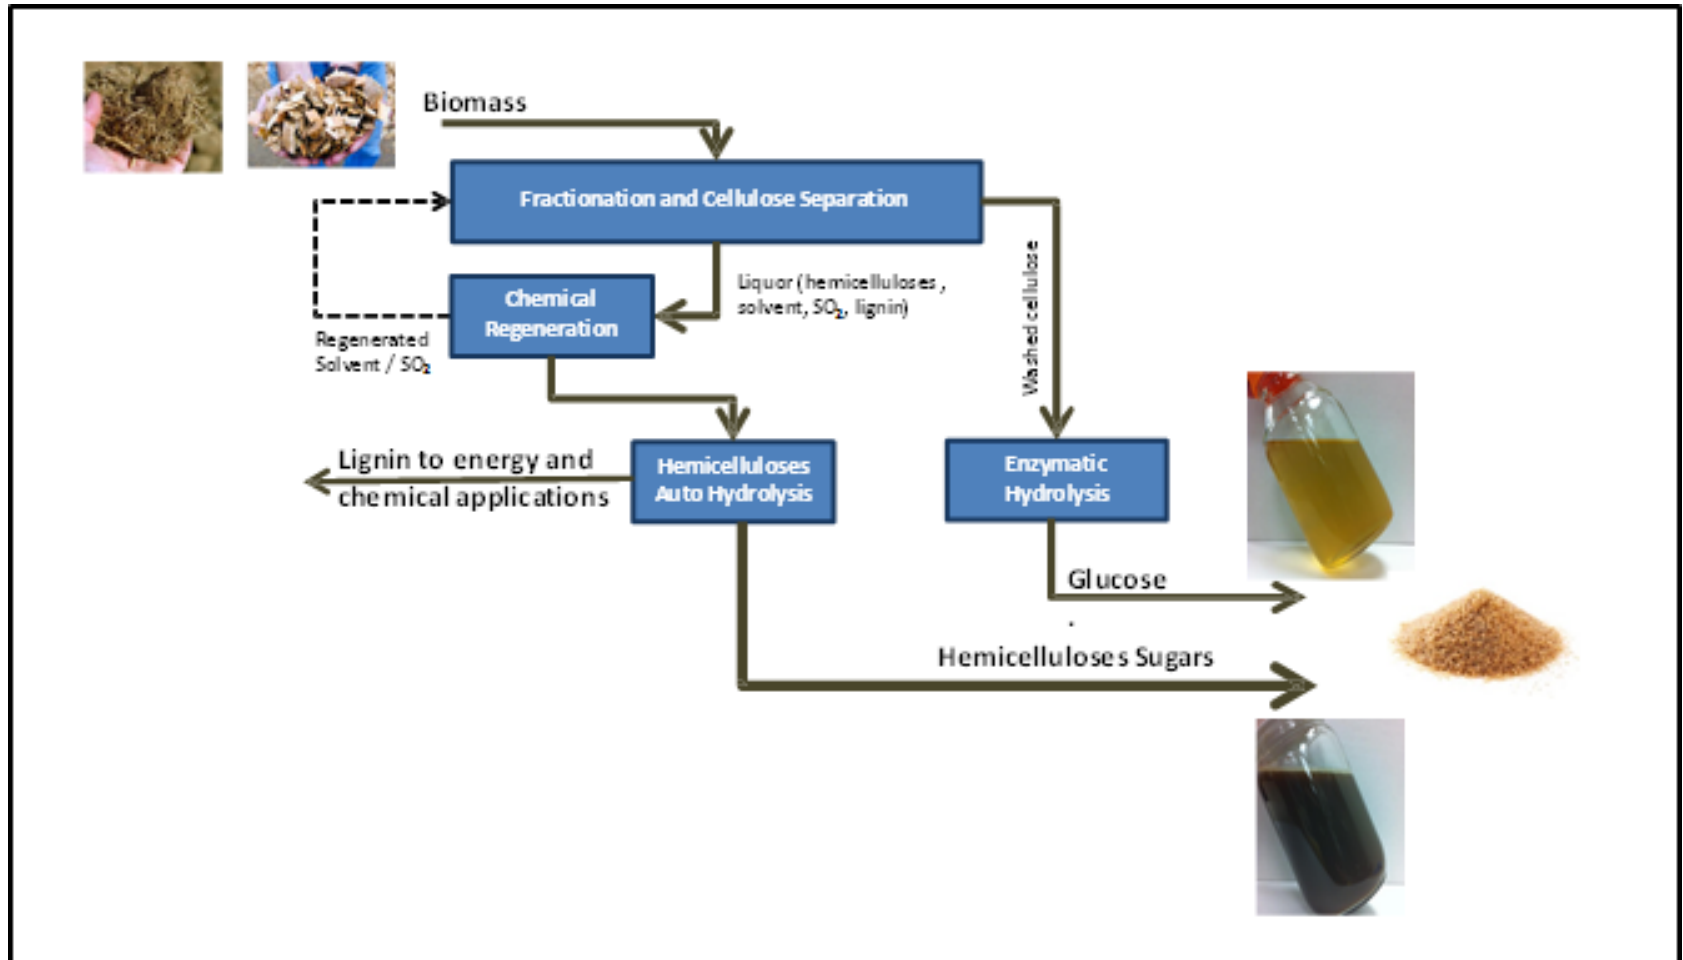 Biomass
Fractionation and Cellulose Separation
Liquor (hemicelluloses,
solvent, SO₂, lignin)
Washed cellulose
Chemical
Regeneration
Regenerated
Solvent / SO₂
Lignin to energy and
chemical applications
Hemicelluloses
Auto Hydrolysis
Enzymatic
Hydrolysis
Glucose
.
Hemicelluloses Sugars